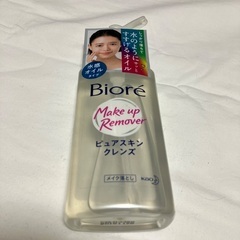 水のように
すすげるオイル
水感
オイル
Bioré
Make up
Remover
ピュアスキン
クレンズ
メイク落とし